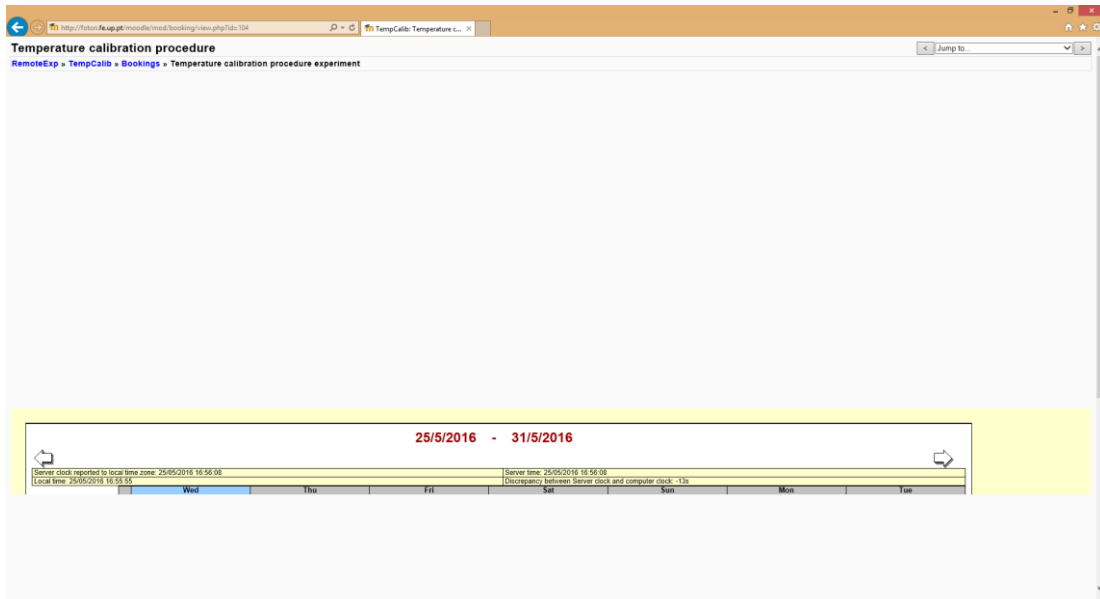 http://foton.fe.up.pt/moodle/mod/booking/view.php?id=104
TempCalib: Temperature c...
Temperature calibration procedure
Jump to...
RemoteExp » TempCalib » Bookings » Temperature calibration procedure experiment
25/5/2016 - 31/5/2016
Server clock reported to local time zone: 25/05/2016 16:56:08 Server time: 25/05/2016 16:56:08
Local time: 25/05/2016 16:55:55 Discrepancy between Server clock and computer clock: -13s
Wed Thu Fri Sat Sun Mon Tue